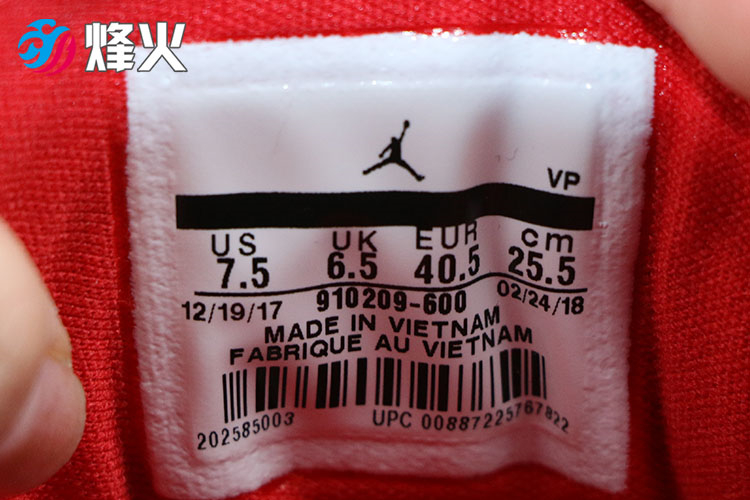 烽火
VP
US UK EUR cm
7.5 6.5 40.5 25.5
12/19/17 910209-600 02/24/18
MADE IN VIETNAM
FABRIQUE AU VIETNAM
202585003 UPC 00887225767822